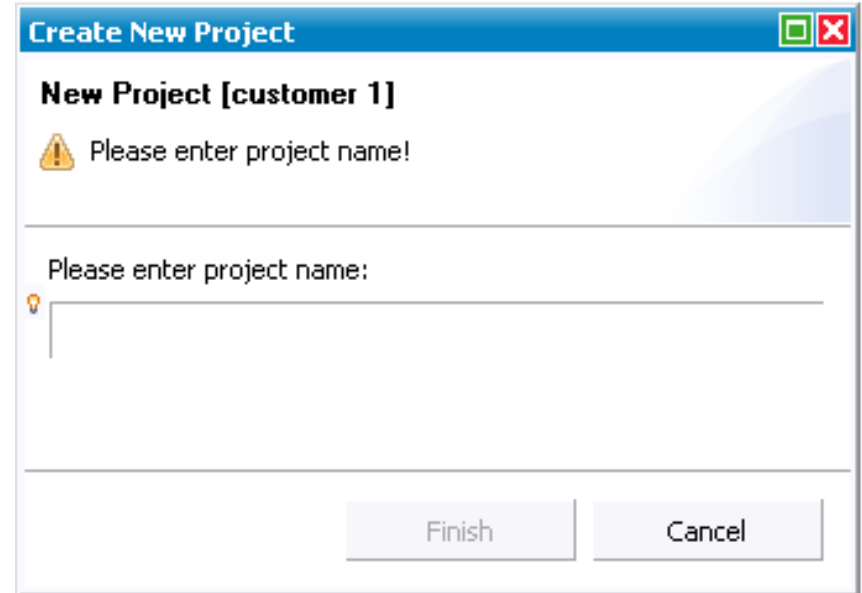 Create New Project
New Project [customer 1]
Please enter project name!
Please enter project name:
Finish
Cancel